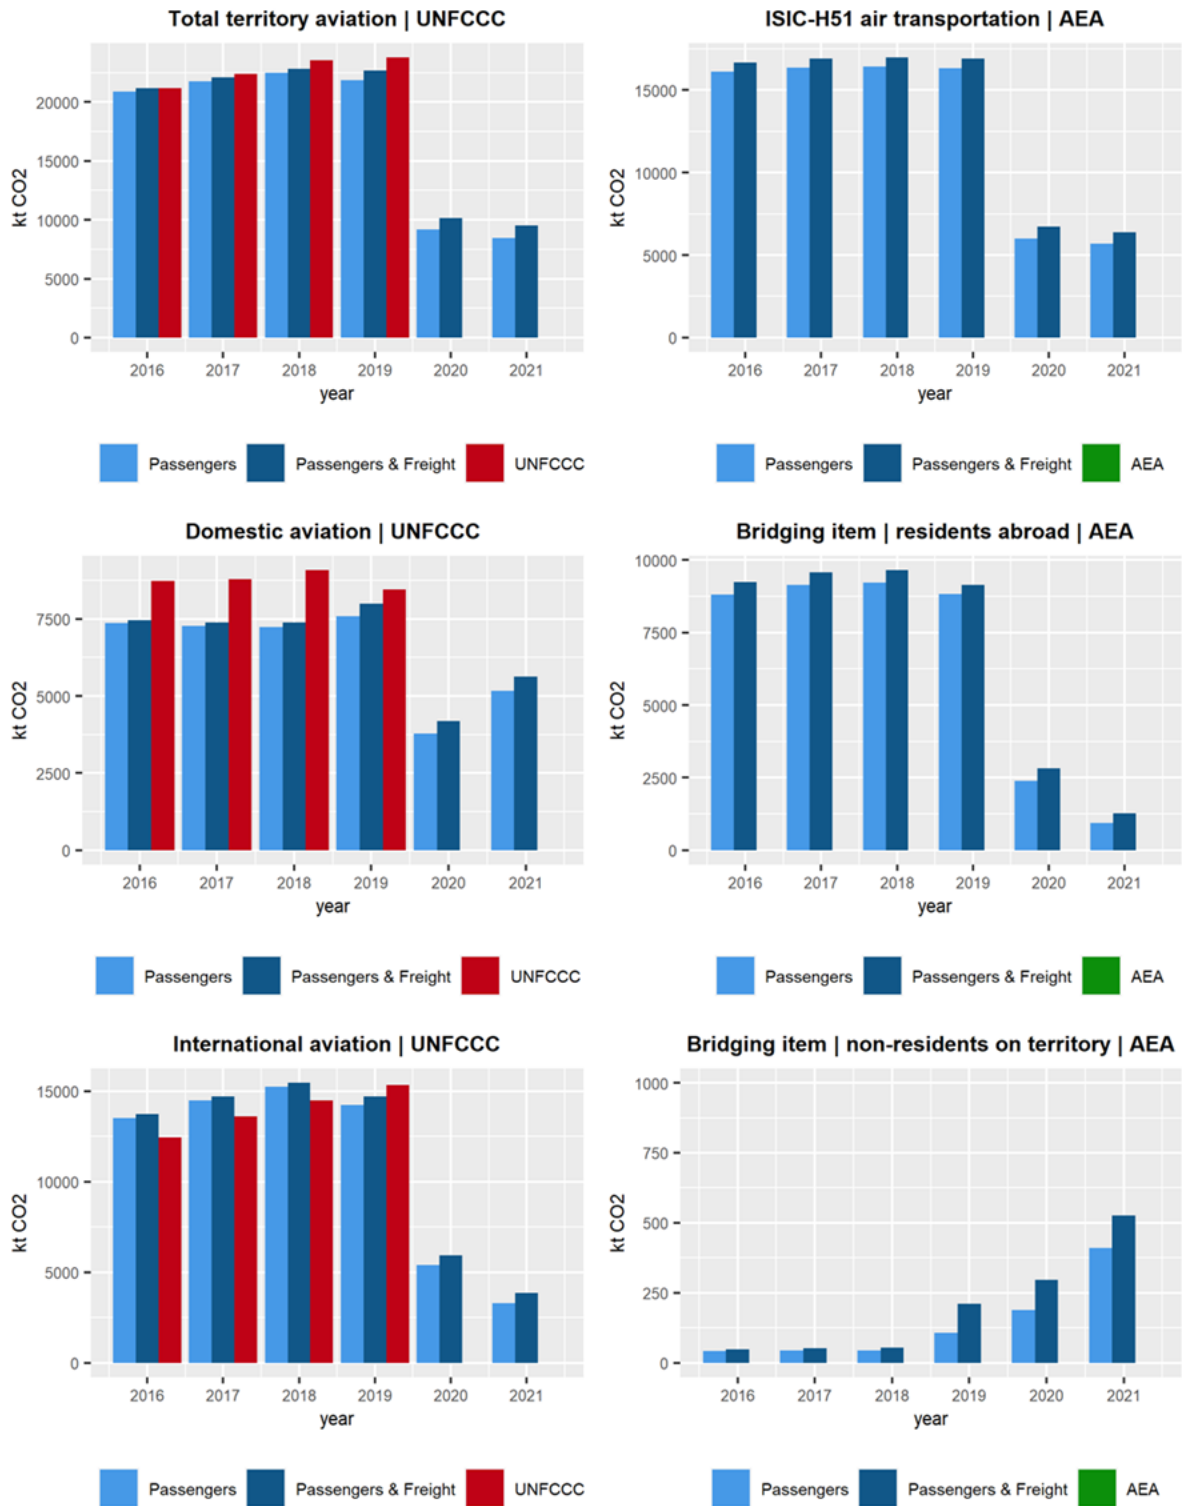 Total territory aviation | UNFCCC
kt CO2
20000
15000
10000
5000
0
2016 2017 2018 2019 2020 2021
year
Passengers Passengers & Freight UNFCCC
ISIC-H51 air transportation | AEA
kt CO2
15000
10000
5000
0
2016 2017 2018 2019 2020 2021
year
Passengers Passengers & Freight AEA
Domestic aviation | UNFCCC
kt CO2
7500
5000
2500
0
2016 2017 2018 2019 2020 2021
year
Passengers Passengers & Freight UNFCCC
Bridging item | residents abroad | AEA
kt CO2
10000
7500
5000
2500
0
2016 2017 2018 2019 2020 2021
year
Passengers Passengers & Freight AEA
International aviation | UNFCCC
kt CO2
15000
10000
5000
0
2016 2017 2018 2019 2020 2021
year
Passengers Passengers & Freight UNFCCC
Bridging item | non-residents on territory | AEA
kt CO2
1000
750
500
250
0
2016 2017 2018 2019 2020 2021
year
Passengers Passengers & Freight AEA